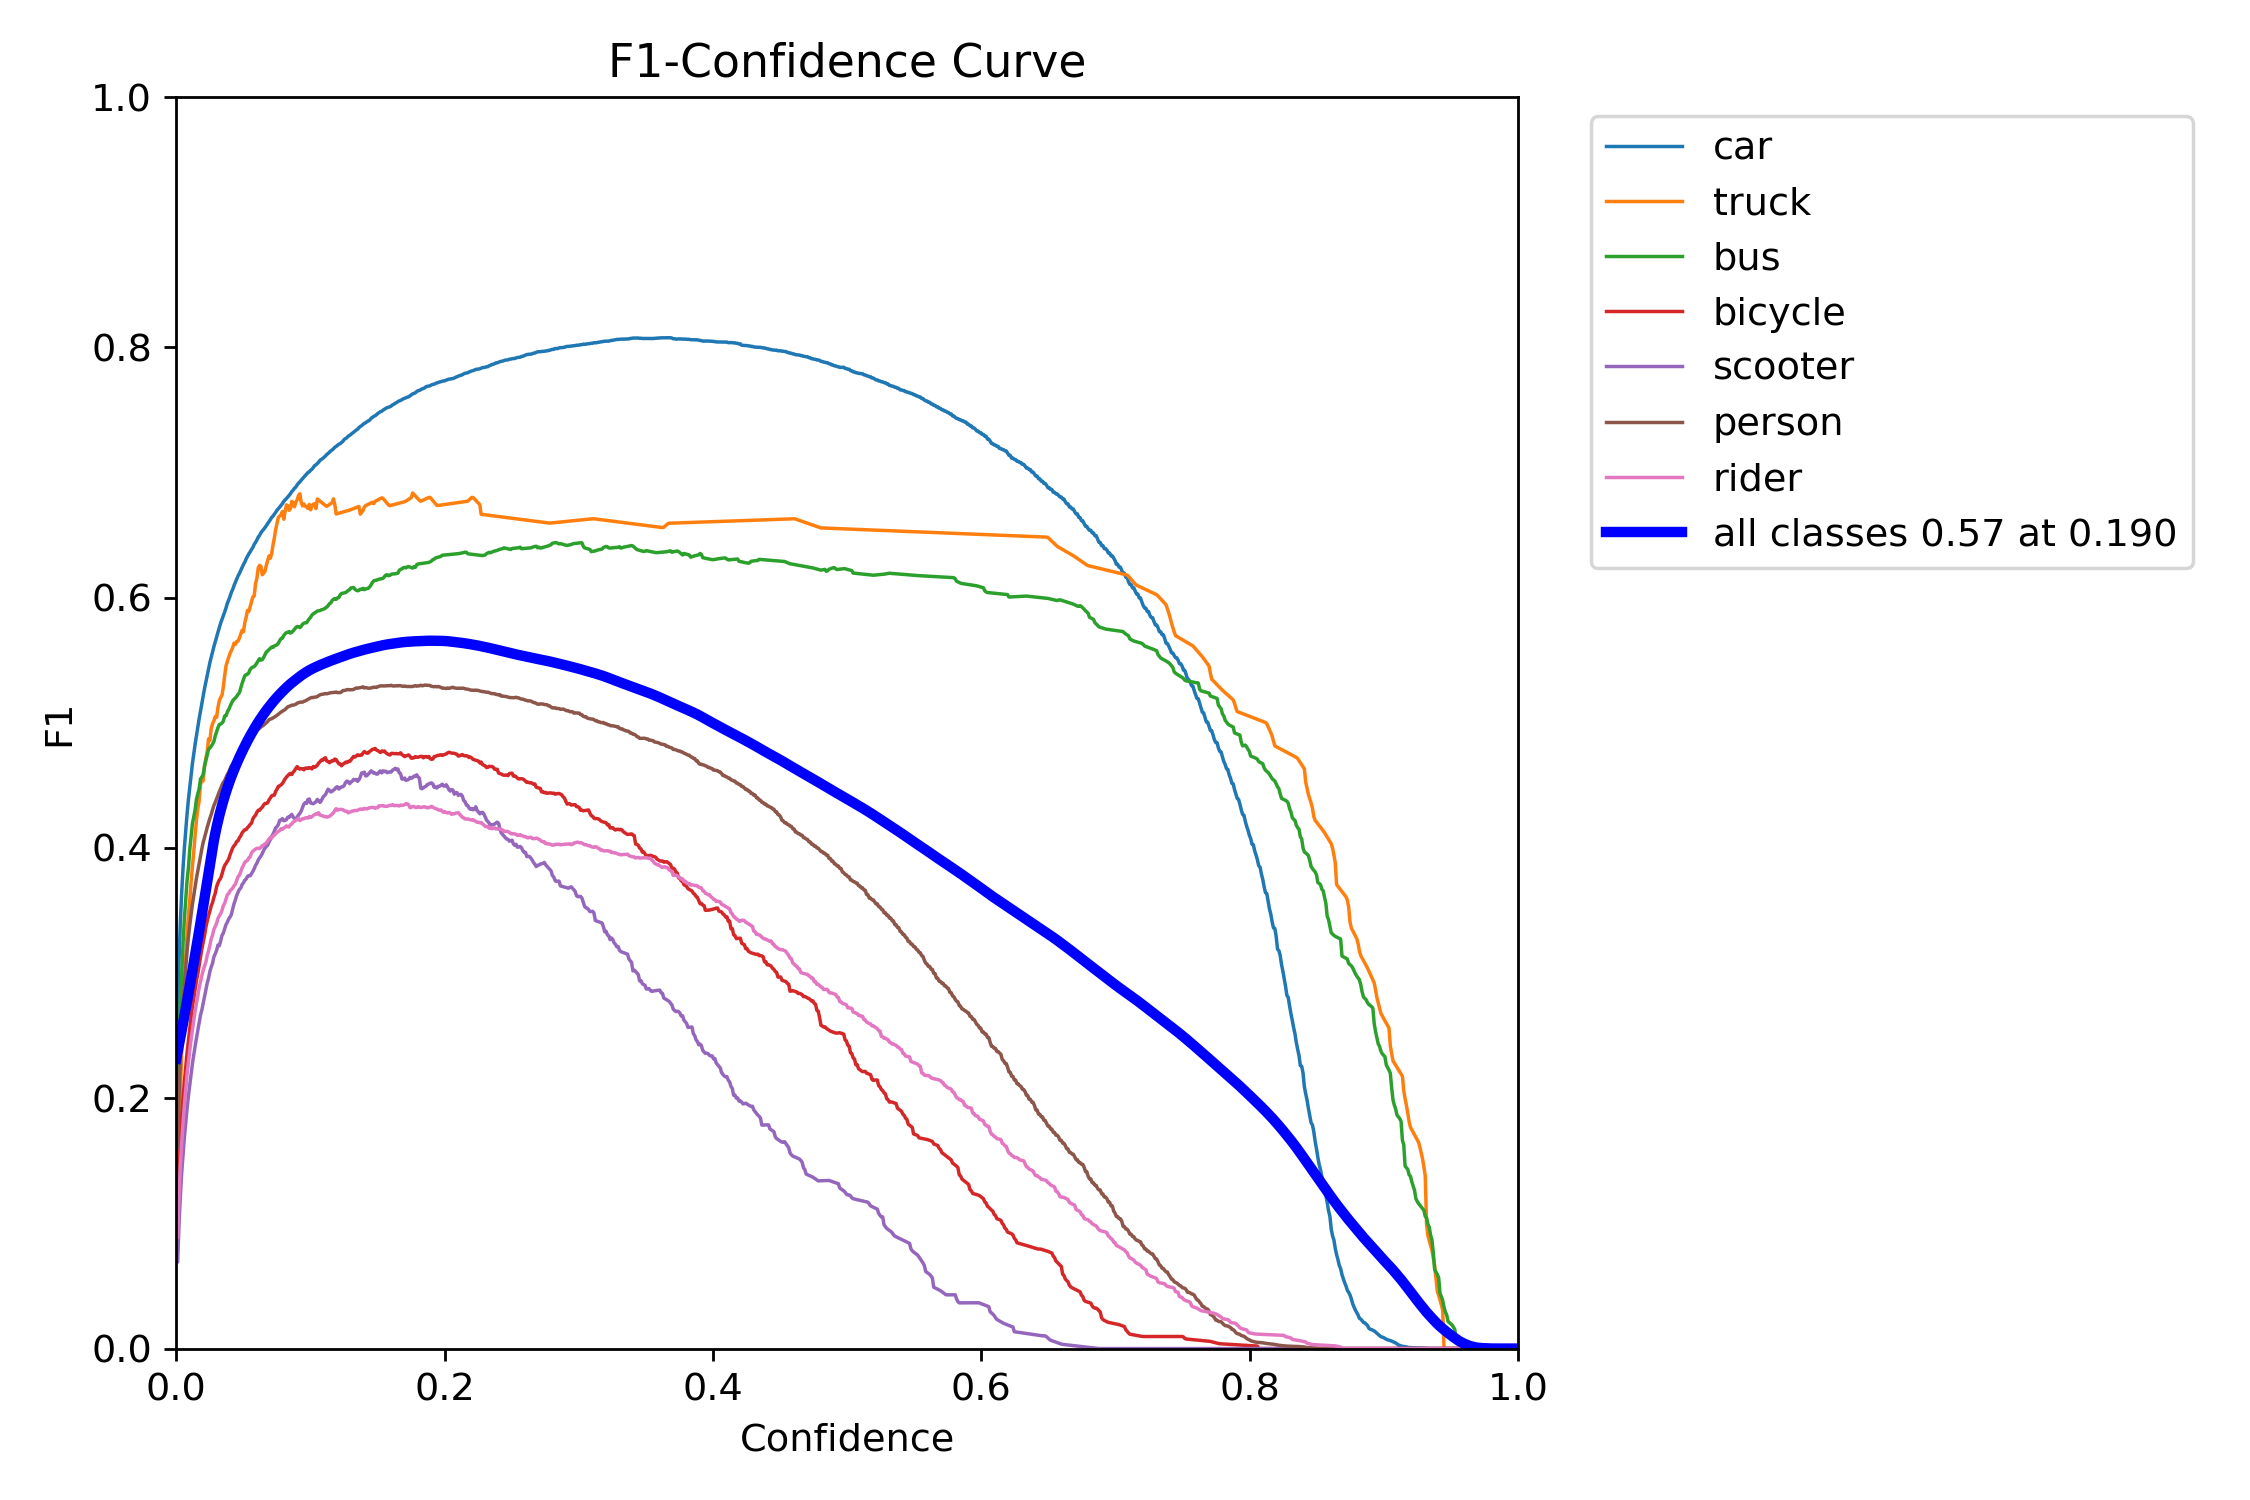 F1-Confidence Curve
1.0
0.8
0.6
0.4
0.2
0.0
F1
0.0 0.2 0.4 0.6 0.8 1.0
Confidence
car
truck
bus
bicycle
scooter
person
rider
all classes 0.57 at 0.190